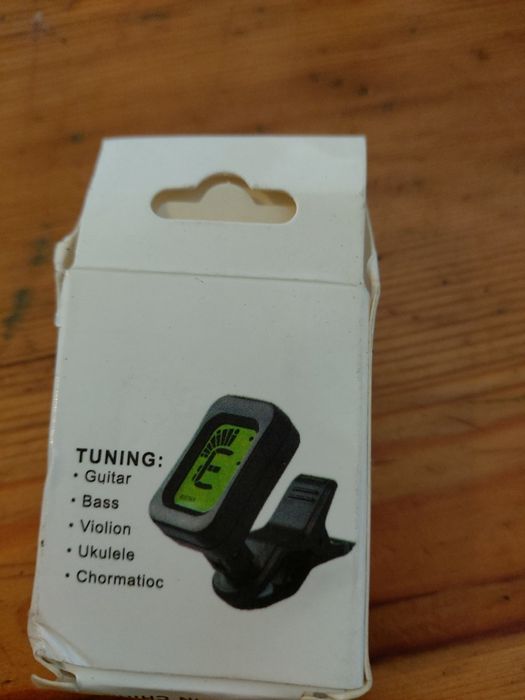 TUNING:
• Guitar
• Bass
• Violion
• Ukulele
• Chormatioc
E